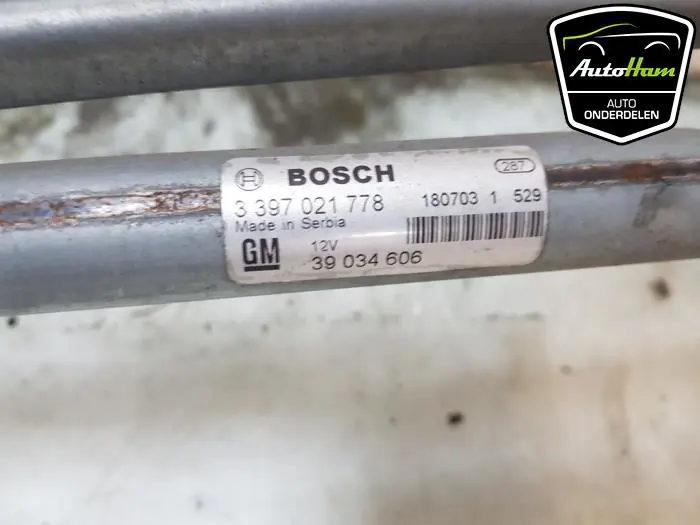 AutoHam
AUTO
ONDERDELEN
BOSCH
287
3 397 021 778
180703 1 529
Made in Serbia
GM
12V
39 034 606